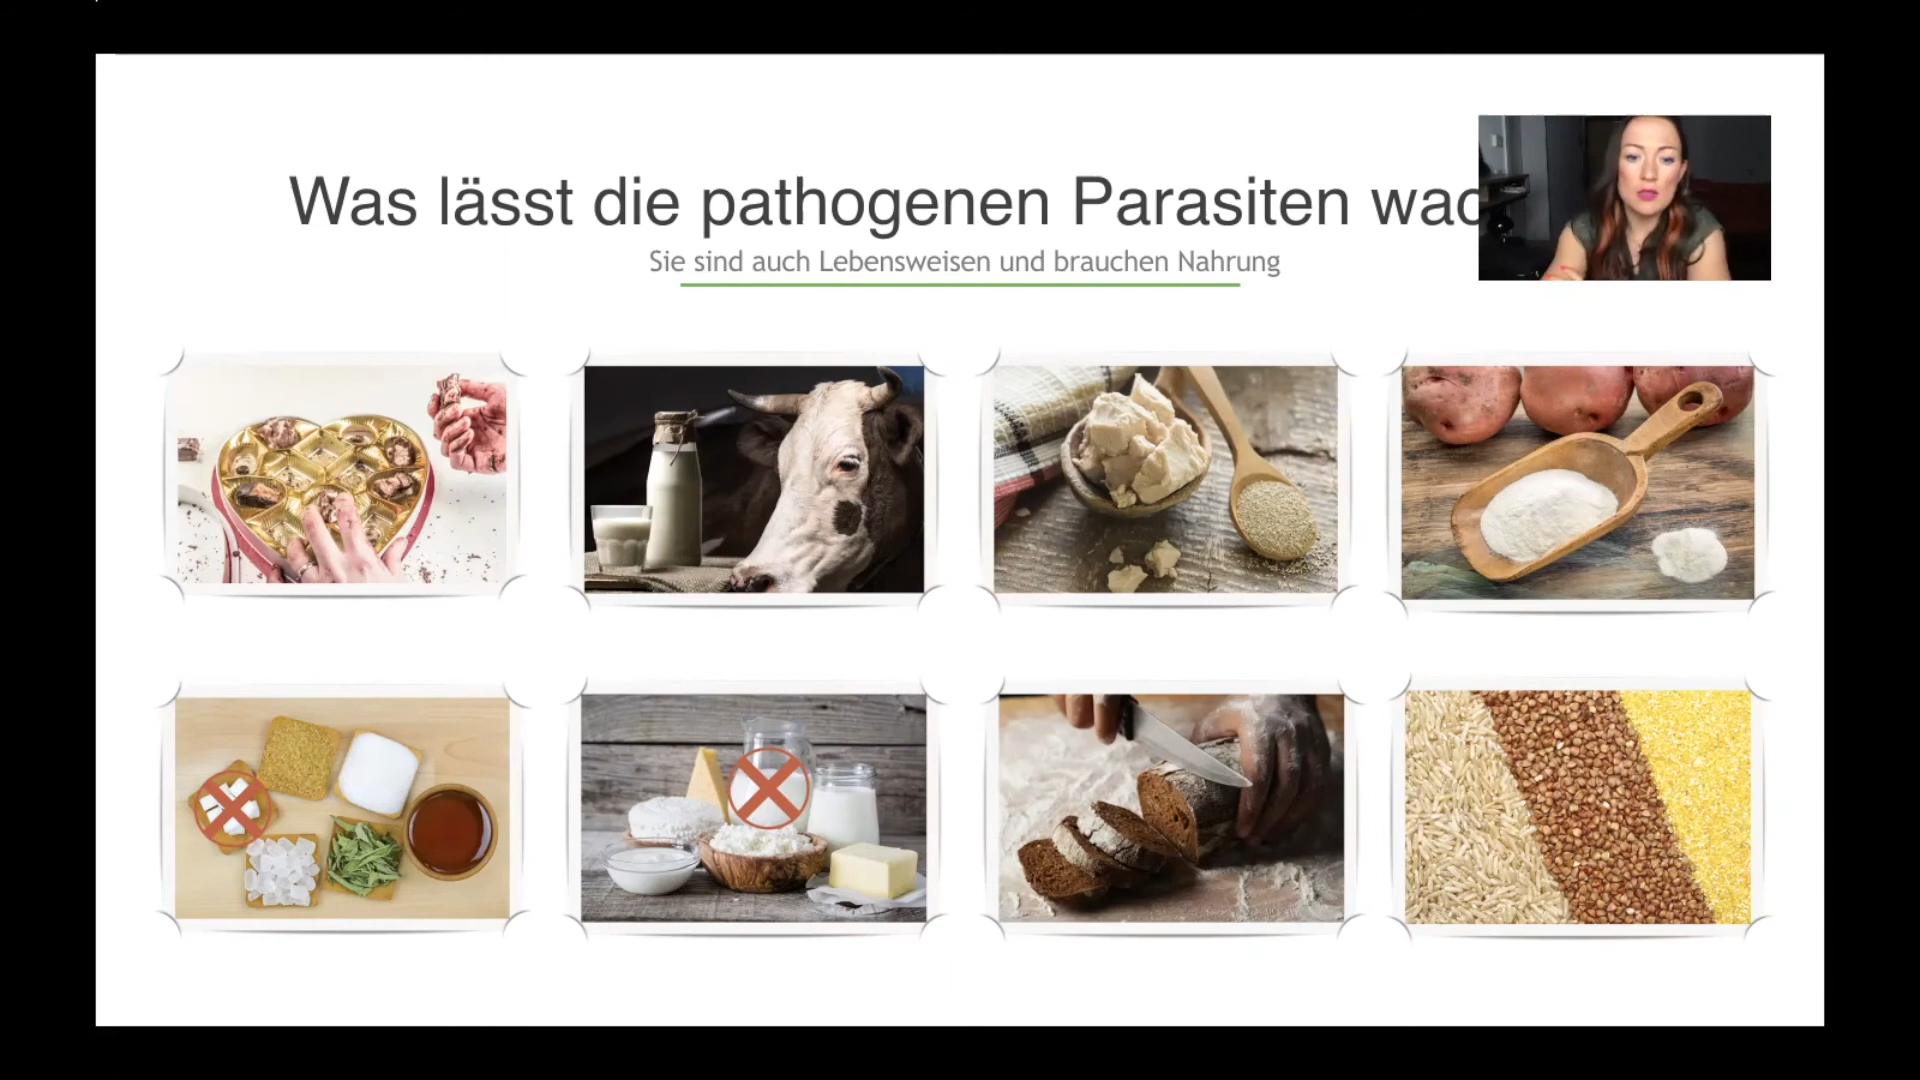 Was lässt die pathogenen Parasiten wac
Sie sind auch Lebensweisen und brauchen Nahrung